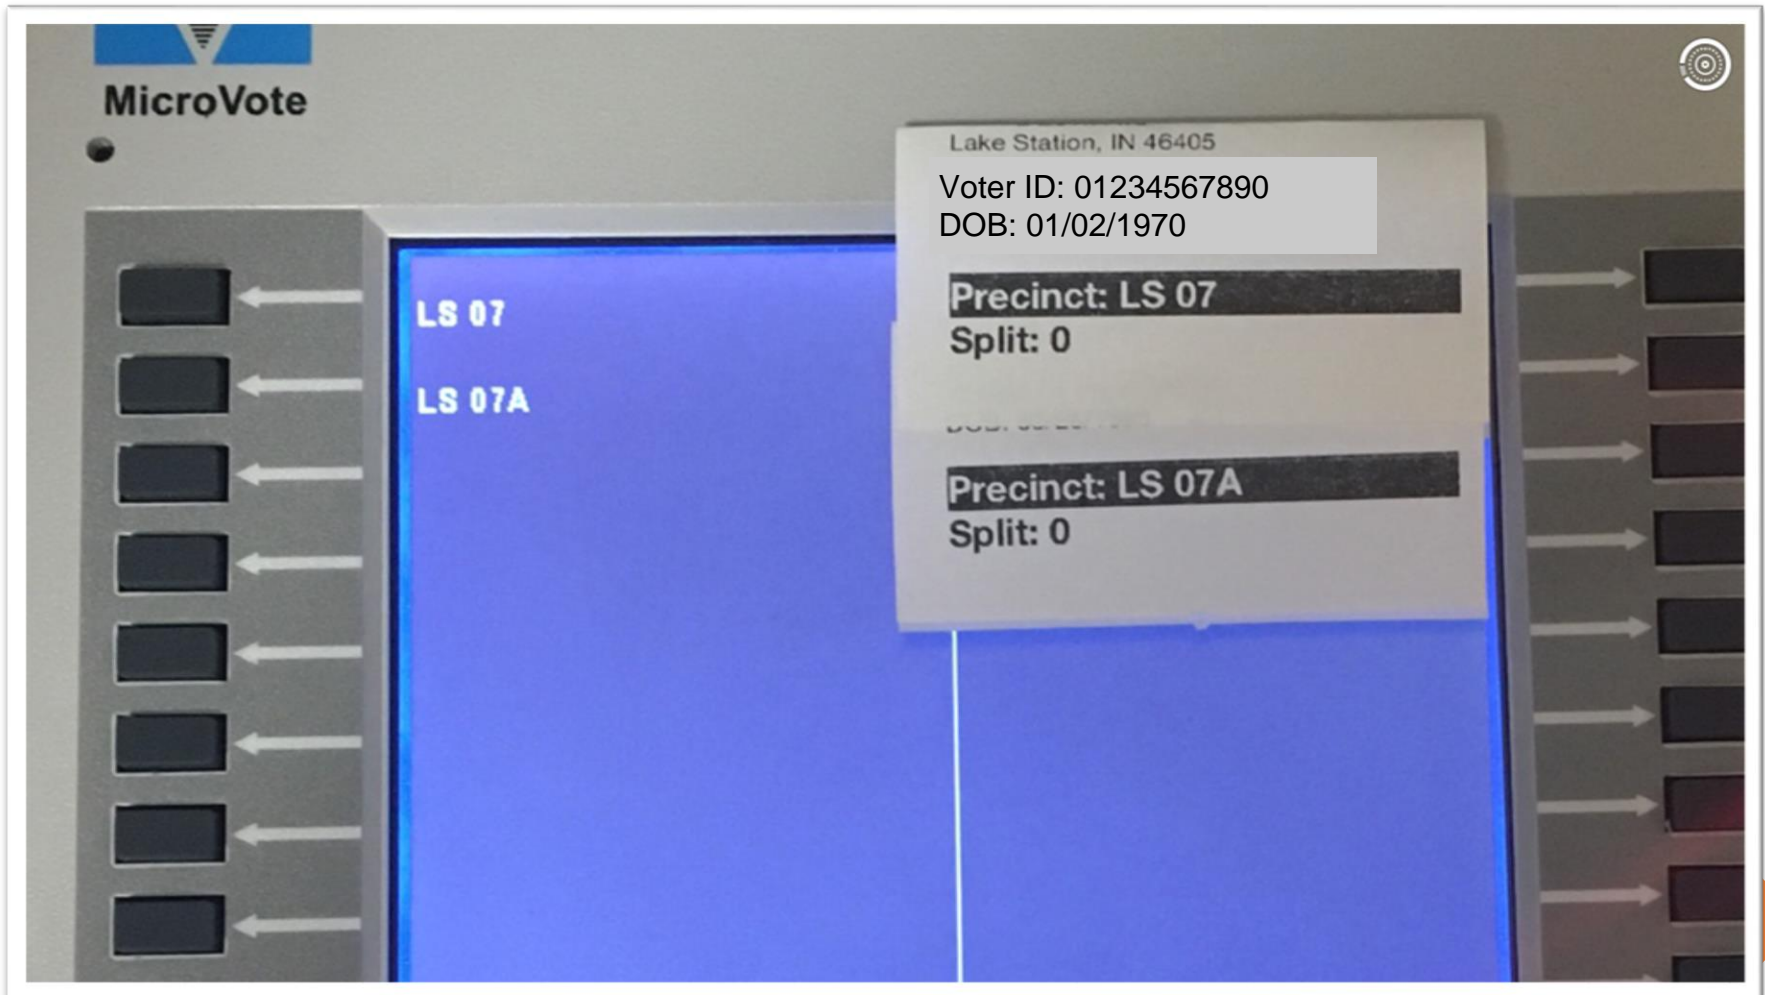 MicroVote
LS 07
LS 07A
Lake Station, IN 46405
Voter ID: 01234567890
DOB: 01/02/1970
Precinct: LS 07
Split: 0
Precinct: LS 07A
Split: 0